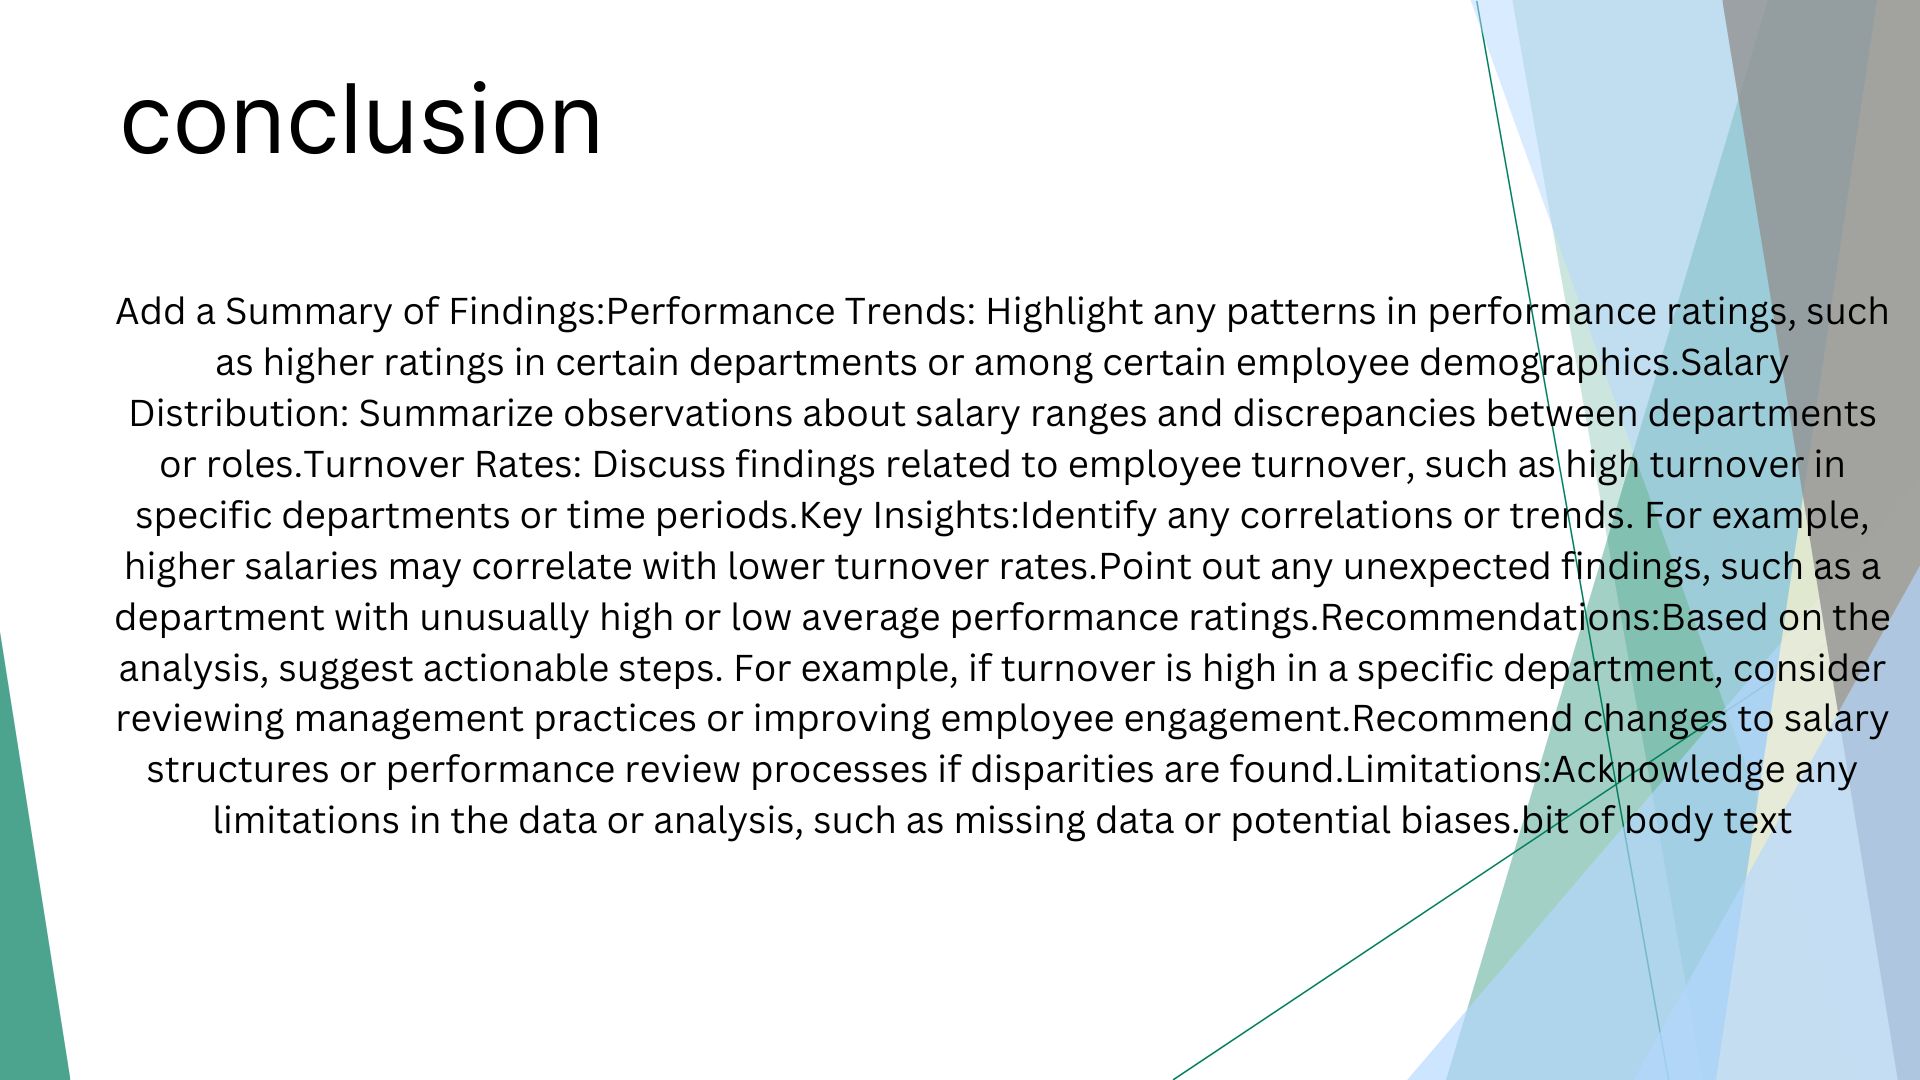 conclusion
Add a Summary of Findings:Performance Trends: Highlight any patterns in performance ratings, such
as higher ratings in certain departments or among certain employee demographics.Salary
Distribution: Summarize observations about salary ranges and discrepancies between departments
or roles.Turnover Rates: Discuss findings related to employee turnover, such as high turnover in
specific departments or time periods.Key Insights:Identify any correlations or trends. For example,
higher salaries may correlate with lower turnover rates.Point out any unexpected findings, such as a
department with unusually high or low average performance ratings.Recommendations:Based on the
analysis, suggest actionable steps. For example, if turnover is high in a specific department, consider
reviewing management practices or improving employee engagement.Recommend changes to salary
structures or performance review processes if disparities are found.Limitations:Acknowledge any
limitations in the data or analysis, such as missing data or potential biases.bit of body text